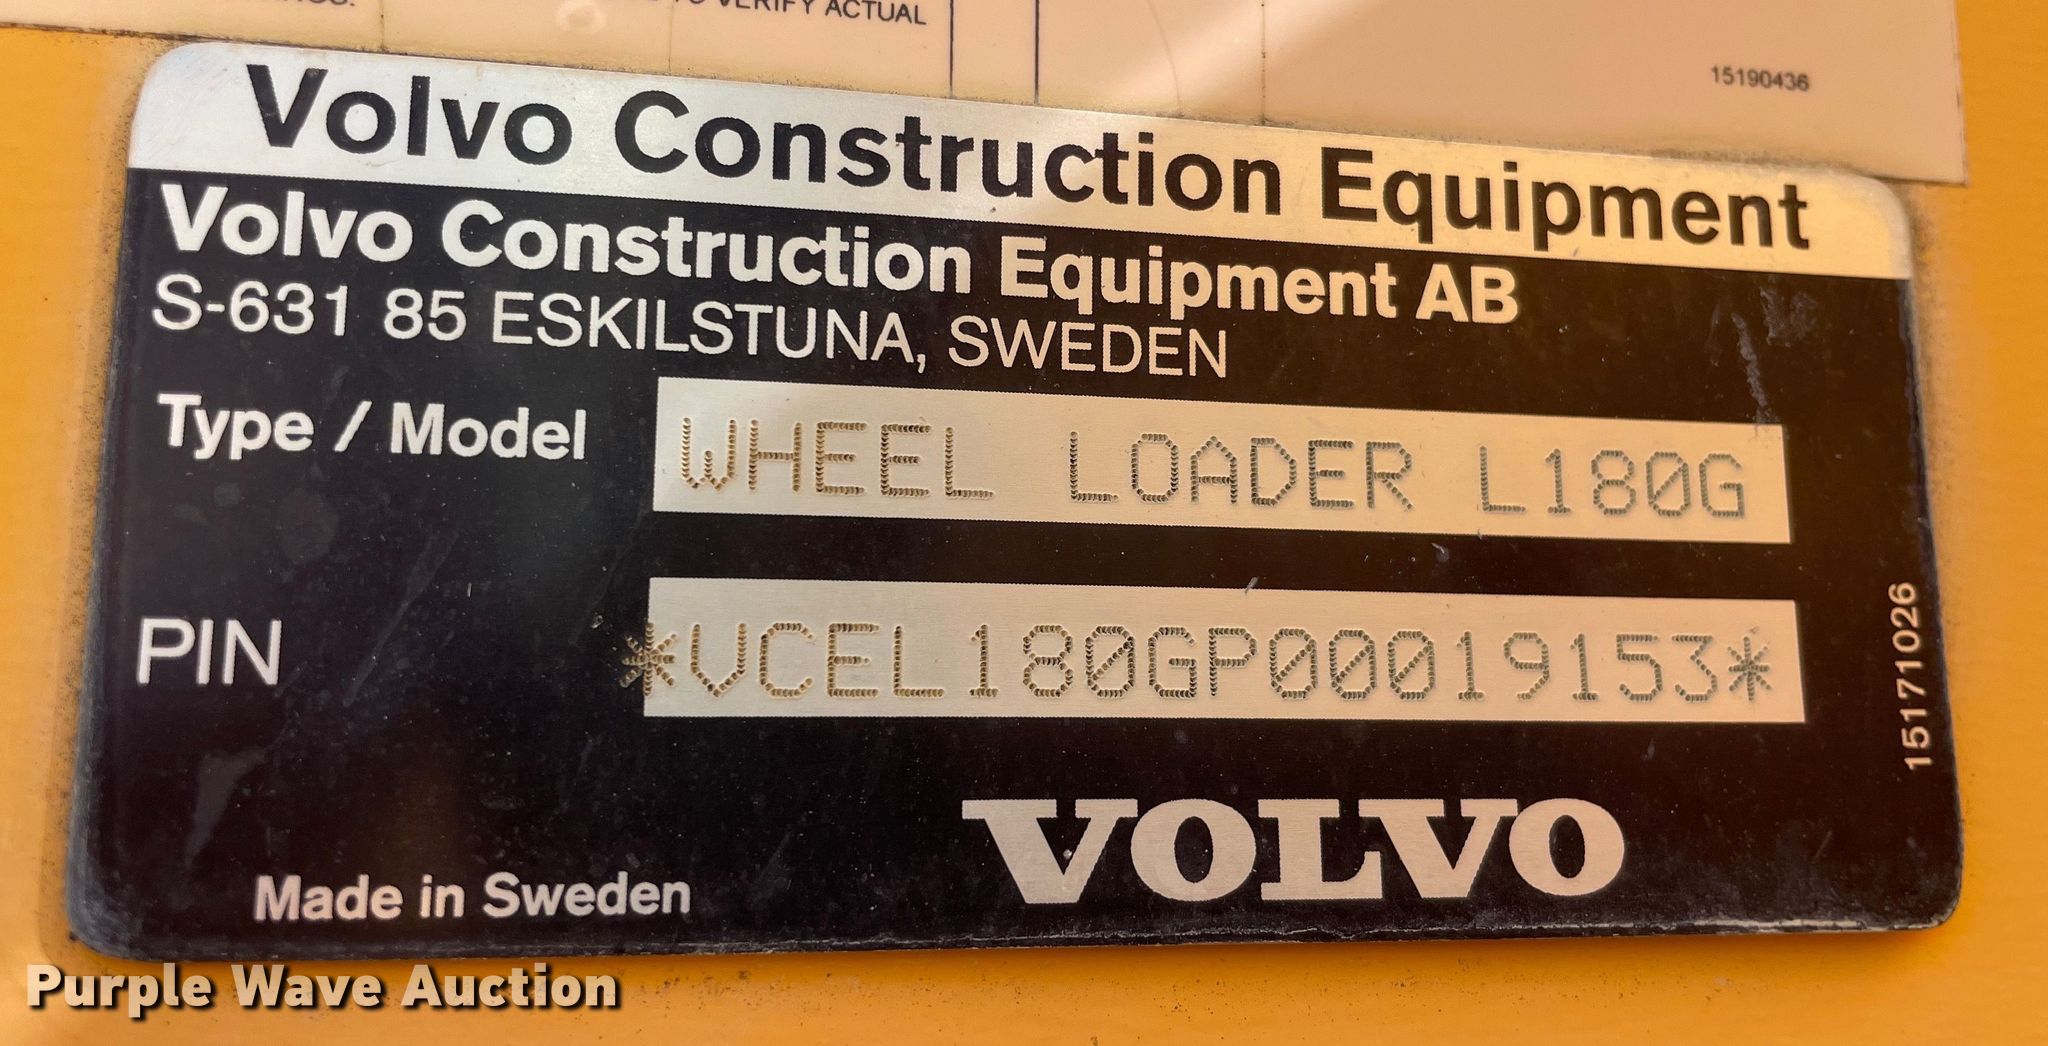 TO VERIFY ACTUAL
15190436
Volvo Construction Equipment
Volvo Construction Equipment AB
S-631 85 ESKILSTUNA, SWEDEN
Type / Model WHEEL LOADER L180G
PIN *VCEL180GP00019153*
15171026
VOLVO
Made in Sweden
Purple Wave Auction